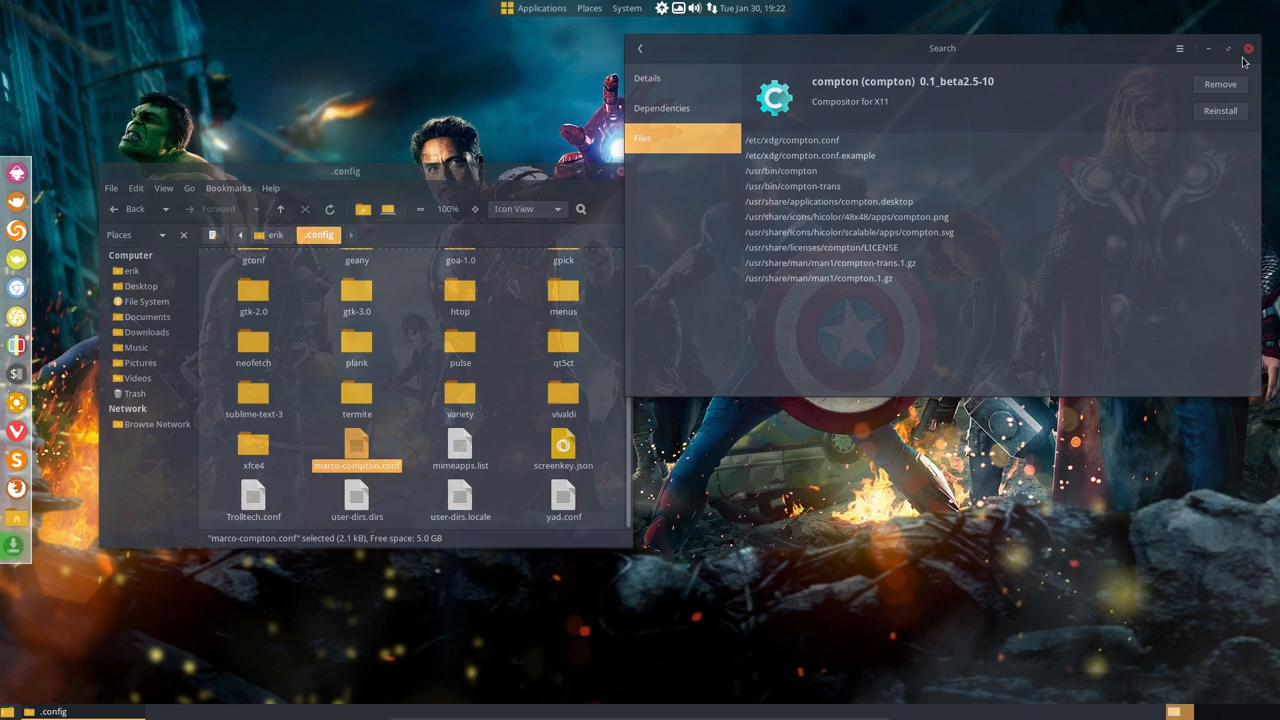 Applications Places System Tue Jan 30, 19:22
Search
Details
Dependencies
Files
compton (compton) 0.1_beta2.5-10
Compositor for X11
Remove
Reinstall
/etc/xdg/compton.conf
/etc/xdg/compton.conf.example
/usr/bin/compton
/usr/bin/compton-trans
/usr/share/applications/compton.desktop
/usr/share/icons/hicolor/48x48/apps/compton.png
/usr/share/icons/hicolor/scalable/apps/compton.svg
/usr/share/licenses/compton/LICENSE
/usr/share/man/man1/compton-trans.1.gz
/usr/share/man/man1/compton.1.gz
.config
File Edit View Go Bookmarks Help
Back Forward 100% Icon View
Places erik .config
Computer
erik
Desktop
File System
Documents
Downloads
Music
Pictures
Videos
Trash
Network
Browse Network
gconf geany goa-1.0 gpick
gtk-2.0 gtk-3.0 htop menus
neofetch plank pulse qt5ct
sublime-text-3 termite variety vivaldi
xfce4 marco-compton.conf mimeapps.list screenkey.json
Trolltech.conf user-dirs.dirs user-dirs.locale yad.conf
"marco-compton.conf" selected (2.1 kB), Free space: 5.0 GB
.config